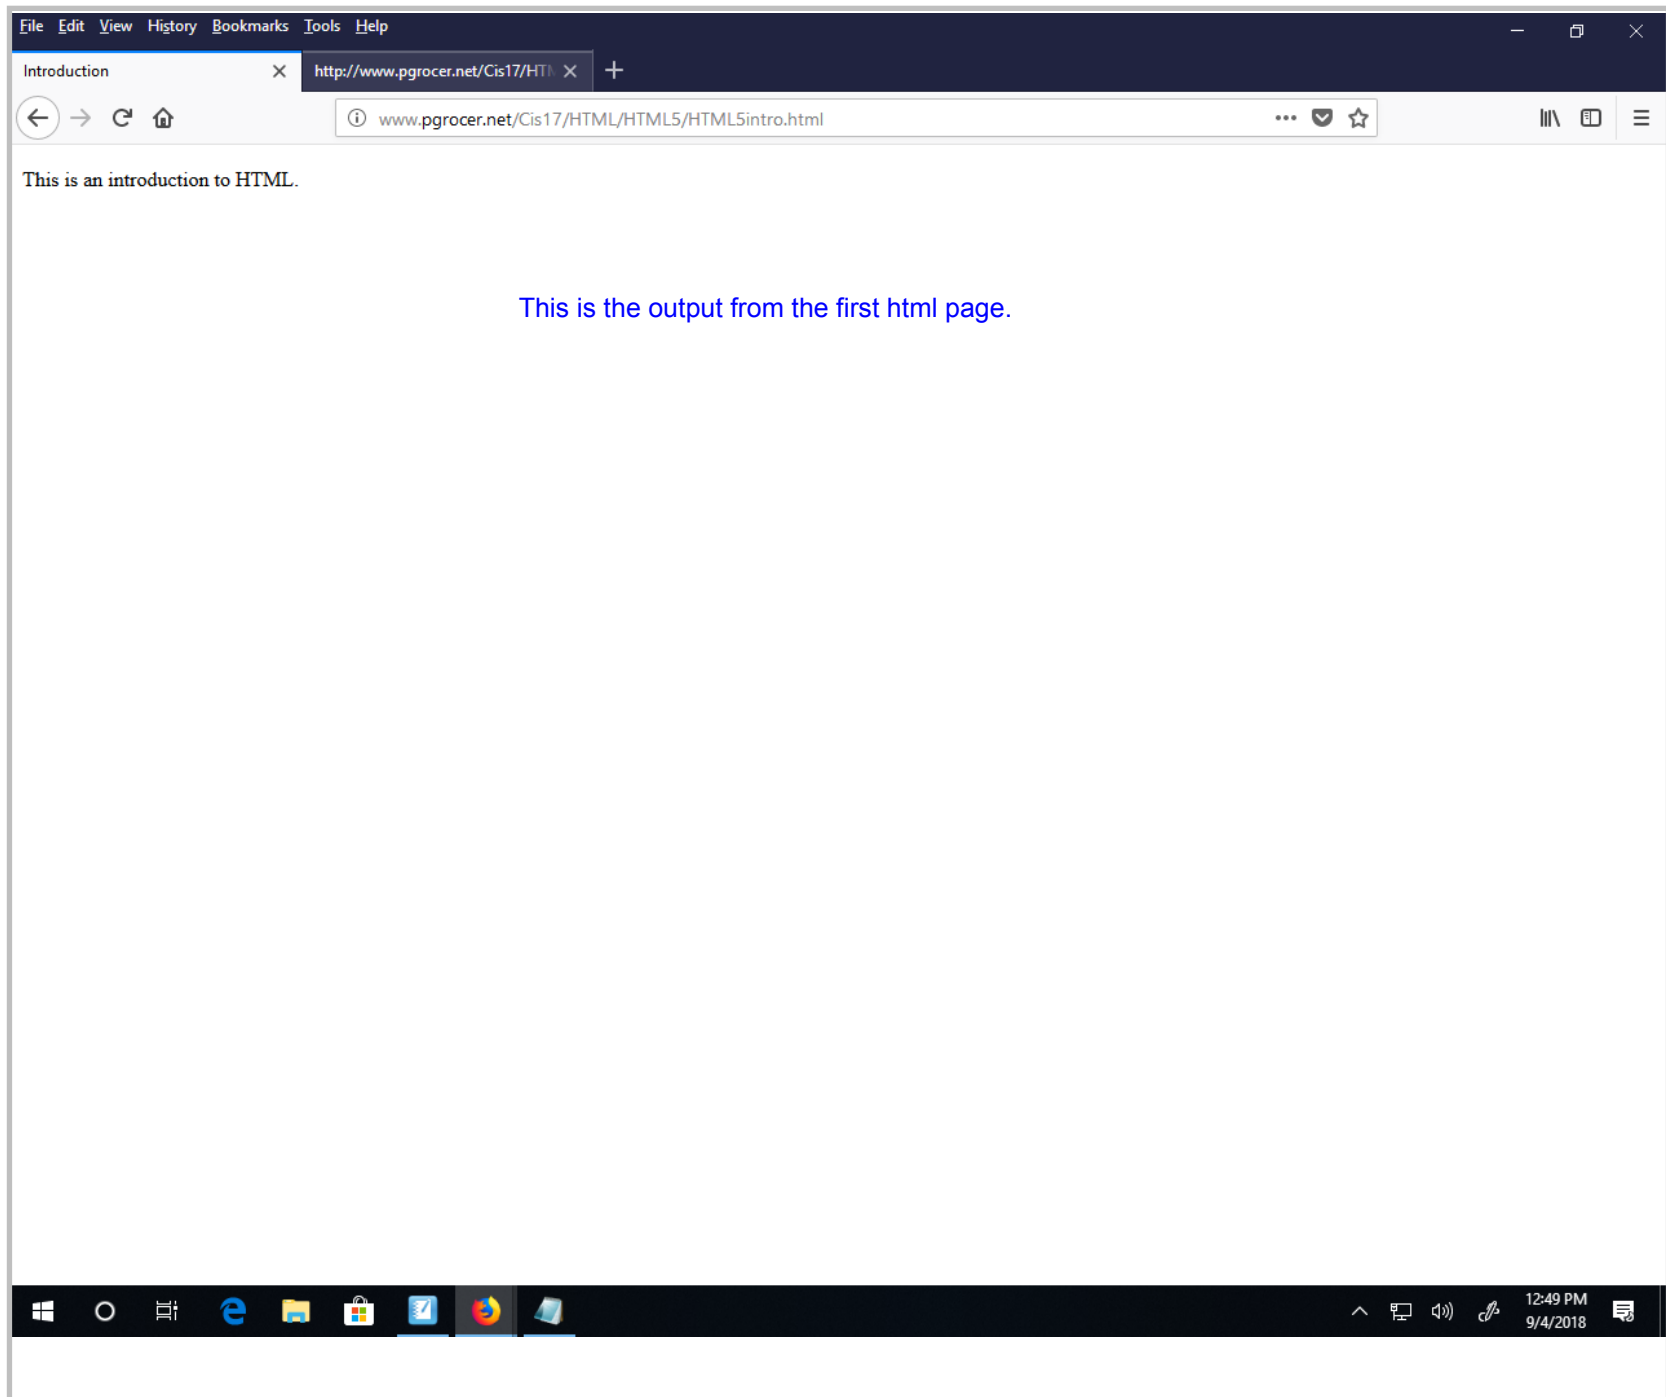 File Edit View History Bookmarks Tools Help
Introduction http://www.pgrocer.net/Cis17/HTM
www.pgrocer.net/Cis17/HTML/HTML5/HTML5intro.html
This is an introduction to HTML.
This is the output from the first html page.
12:49 PM
9/4/2018